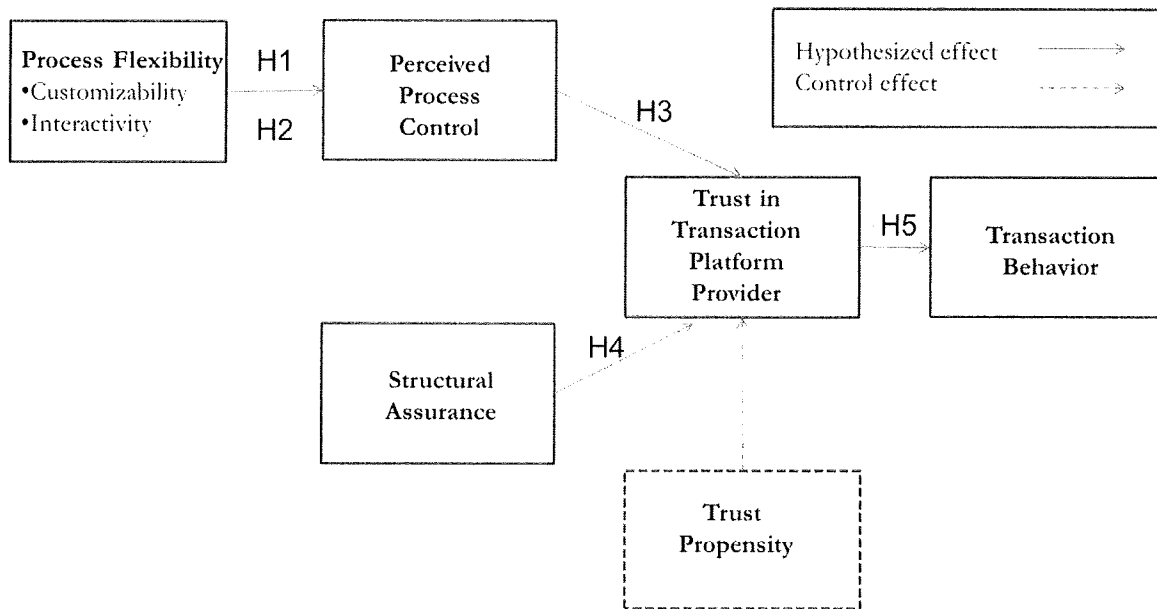 Process Flexibility
•Customizability
•Interactivity
H1
H2
Perceived
Process
Control
H3
Hypothesized effect
Control effect
Trust in
Transaction
Platform
Provider
H5
Transaction
Behavior
H4
Structural
Assurance
Trust
Propensity